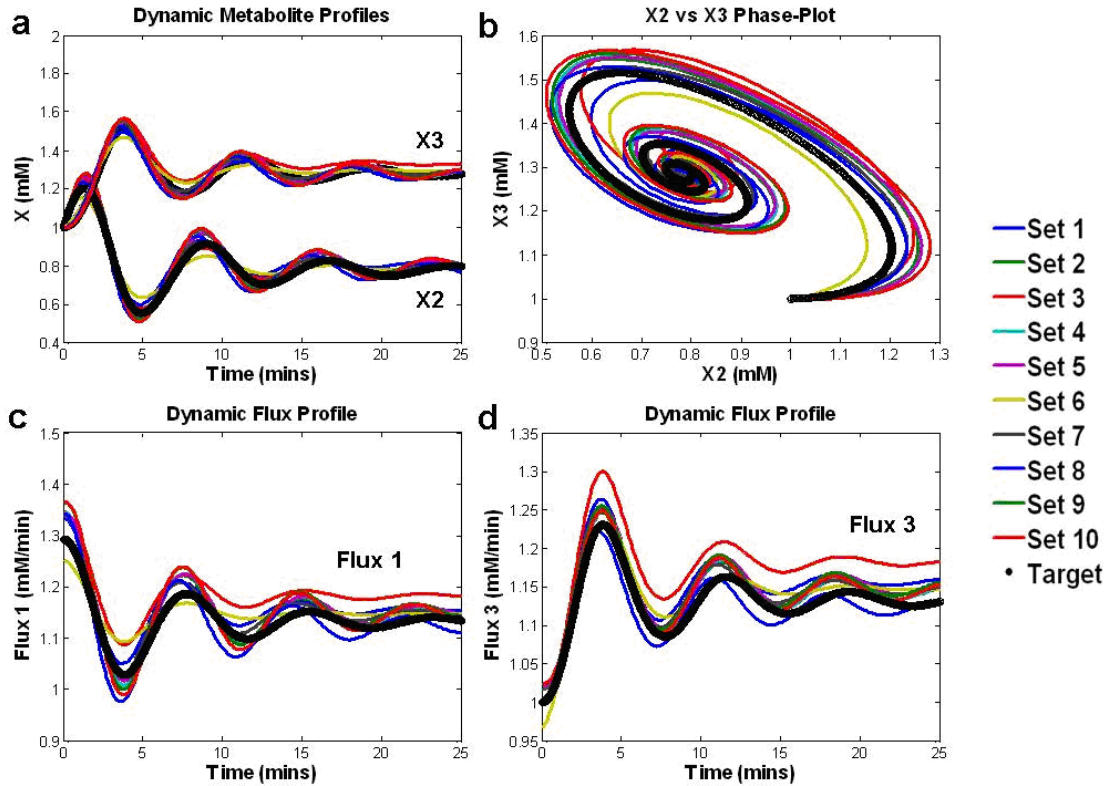 a
Dynamic Metabolite Profiles
2
1.8
1.6
1.4
1.2
1
0.8
0.6
0.4
X (mM)
X3
X2
0
5
10
15
20
25
Time (mins)
b
X2 vs X3 Phase-Plot
1.6
1.5
1.4
1.3
1.2
1.1
1
0.9
X3 (mM)
0.5
0.6
0.7
0.8
0.9
1
1.1
1.2
1.3
X2 (mM)
c
Dynamic Flux Profile
1.5
1.4
1.3
1.2
1.1
1
0.9
Flux 1 (mM/min)
Flux 1
0
5
10
15
20
25
Time (mins)
d
Dynamic Flux Profile
1.35
1.3
1.25
1.2
1.15
1.1
1.05
1
0.95
Flux 3 (mM/min)
Flux 3
0
5
10
15
20
25
Time (mins)
Set 1
Set 2
Set 3
Set 4
Set 5
Set 6
Set 7
Set 8
Set 9
Set 10
Target